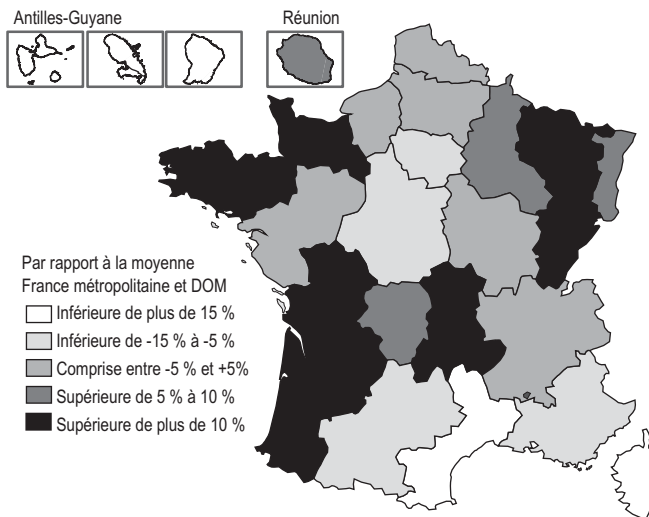 Antilles-Guyane
Réunion
Par rapport à la moyenne
France métropolitaine et DOM
Inférieure de plus de 15 %
Inférieure de -15 % à -5 %
Comprise entre -5 % et +5%
Supérieure de 5 % à 10 %
Supérieure de plus de 10 %